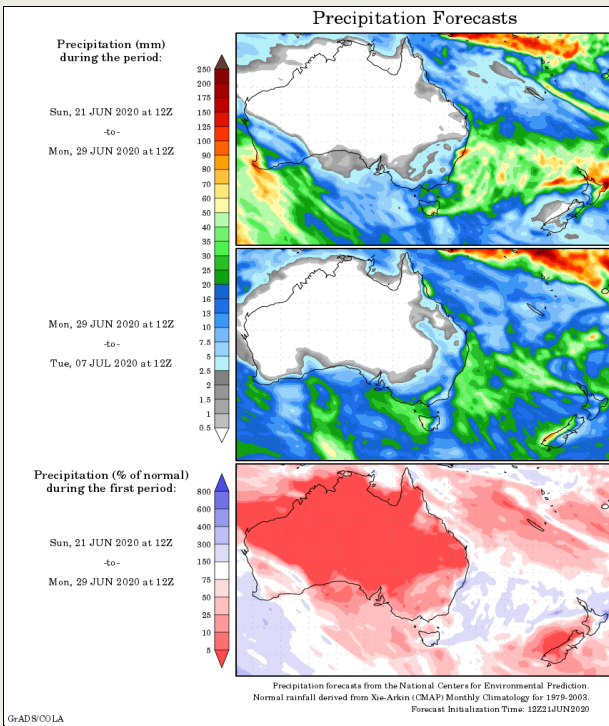 Precipitation Forecasts
Precipitation (mm)
during the period:
Sun, 21 JUN 2020 at 12Z
-to-
Mon, 29 JUN 2020 at 12Z
250
200
175
150
125
100
90
80
70
60
50
40
35
30
25
20
16
13
10
7.5
5
2.5
2
1.5
1
0.5
Mon, 29 JUN 2020 at 12Z
-to-
Tue, 07 JUL 2020 at 12Z
Precipitation (% of normal)
during the first period:
Sun, 21 JUN 2020 at 12Z
-to-
Mon, 29 JUN 2020 at 12Z
800
600
400
300
150
75
50
25
10
5
Precipitation forecasts from the National Centers for Environmental Prediction.
Normal rainfall derived from Xie-Arkin (CMAP) Monthly Climatology for 1979-2003.
Forecast Initialization Time: 12Z21JUN2020
GrADS/COLA